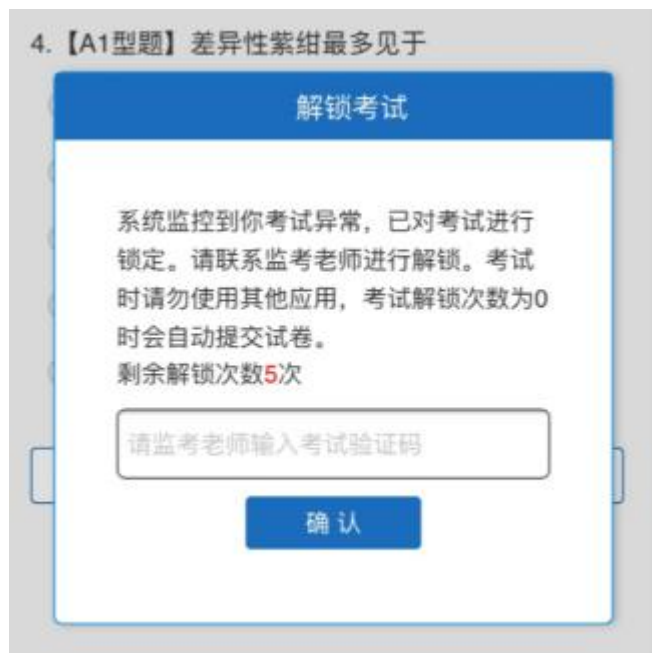 4.【A1型题】差异性紫绀最多见于
解锁考试
系统监控到你考试异常，已对考试进行
锁定。请联系监考老师进行解锁。考试
时请勿使用其他应用，考试解锁次数为0
时会自动提交试卷。
剩余解锁次数5次
请监考老师输入考试验证码
确 认